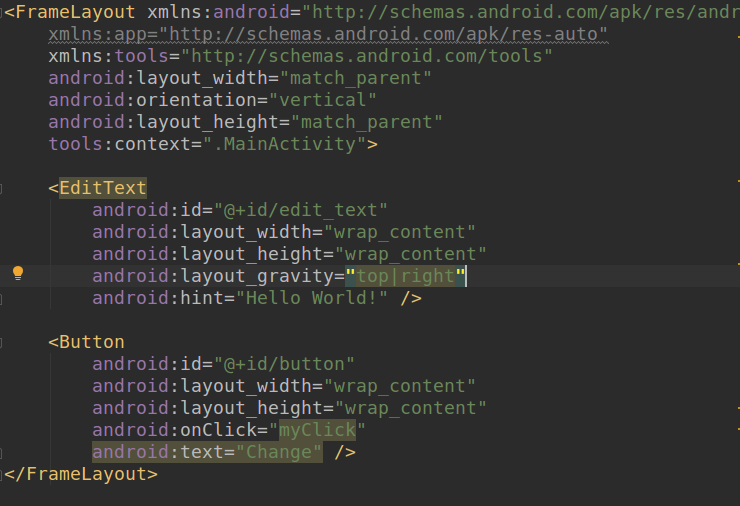 <FrameLayout xmlns:android="http://schemas.android.com/apk/res/andr
xmlns:app="http://schemas.android.com/apk/res-auto"
xmlns:tools="http://schemas.android.com/tools"
android:layout_width="match_parent"
android:orientation="vertical"
android:layout_height="match_parent"
tools:context=".MainActivity">
<EditText
android:id="@+id/edit_text"
android:layout_width="wrap_content"
android:layout_height="wrap_content"
android:layout_gravity="top|right"
android:hint="Hello World!" />
<Button
android:id="@+id/button"
android:layout_width="wrap_content"
android:layout_height="wrap_content"
android:onClick="myClick"
android:text="Change" />
</FrameLayout>